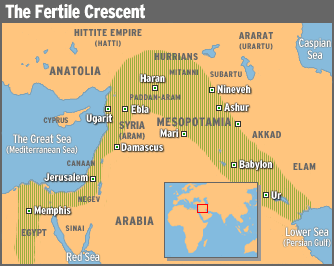 The Fertile Crescent
HITTITE EMPIRE
(HATTI)
ARARAT
(URARTU)
Caspian
Sea
HURRIANS
ANATOLIA
MITANNI
SUBARTU
Haran
PADDAN-ARAM
Nineveh
Ugarit
Ebla
Ashur
CYPRUS
SYRIA
(ARAM)
MESOPOTAMIA
Mari
AKKAD
The Great Sea
(Mediterranean Sea)
Damascus
CANAAN
Babylon
ELAM
Jerusalem
NEGEV
Ur
Memphis
ARABIA
SINAI
EGYPT
Lower Sea
(Persian Gulf)
Red Sea